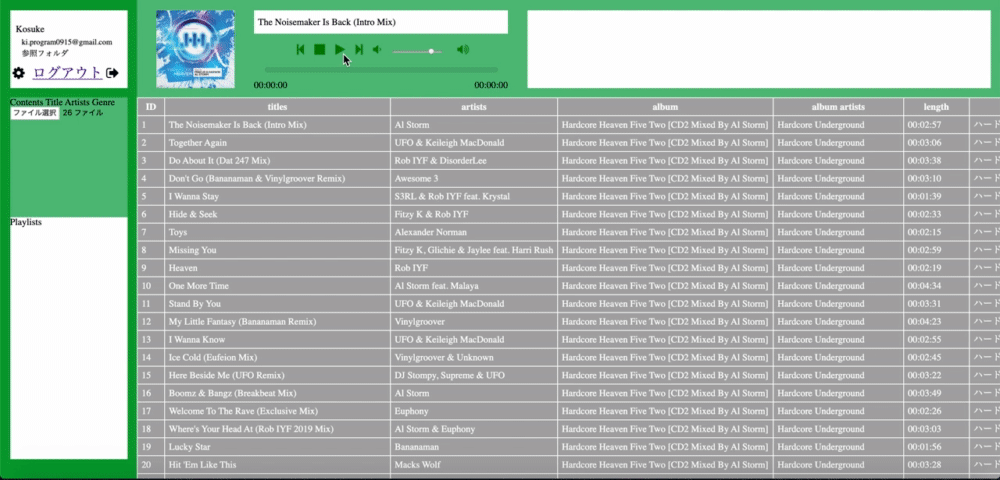 Kosuke
ki.program0915@gmail.com
参照フォルダ
ログアウト
The Noisemaker Is Back (Intro Mix)
00:00:00 00:00:00
Contents Title Artists Genre
ファイル選択 26 ファイル
Playlists
ID titles artists album album artists length
1 The Noisemaker Is Back (Intro Mix) Al Storm Hardcore Heaven Five Two [CD2 Mixed By Al Storm] Hardcore Underground 00:02:57 ハード
2 Together Again UFO & Keileigh MacDonald Hardcore Heaven Five Two [CD2 Mixed By Al Storm] Hardcore Underground 00:03:06 ハード
3 Do About It (Dat 247 Mix) Rob IYF & DisorderLee Hardcore Heaven Five Two [CD2 Mixed By Al Storm] Hardcore Underground 00:03:38 ハード
4 Don't Go (Bananaman & Vinylgroover Remix) Awesome 3 Hardcore Heaven Five Two [CD2 Mixed By Al Storm] Hardcore Underground 00:03:10 ハード
5 I Wanna Stay S3RL & Rob IYF feat. Krystal Hardcore Heaven Five Two [CD2 Mixed By Al Storm] Hardcore Underground 00:01:39 ハード
6 Hide & Seek Fitzy K & Rob IYF Hardcore Heaven Five Two [CD2 Mixed By Al Storm] Hardcore Underground 00:02:33 ハード
7 Toys Alexander Norman Hardcore Heaven Five Two [CD2 Mixed By Al Storm] Hardcore Underground 00:02:15 ハード
8 Missing You Fitzy K, Glichie & Jaylee feat. Harri Rush Hardcore Heaven Five Two [CD2 Mixed By Al Storm] Hardcore Underground 00:02:59 ハード
9 Heaven Rob IYF Hardcore Heaven Five Two [CD2 Mixed By Al Storm] Hardcore Underground 00:02:19 ハード
10 One More Time Al Storm feat. Malaya Hardcore Heaven Five Two [CD2 Mixed By Al Storm] Hardcore Underground 00:04:34 ハード
11 Stand By You UFO & Keileigh MacDonald Hardcore Heaven Five Two [CD2 Mixed By Al Storm] Hardcore Underground 00:03:31 ハード
12 My Little Fantasy (Bananaman Remix) Vinylgroover Hardcore Heaven Five Two [CD2 Mixed By Al Storm] Hardcore Underground 00:04:23 ハード
13 I Wanna Know UFO & Keileigh MacDonald Hardcore Heaven Five Two [CD2 Mixed By Al Storm] Hardcore Underground 00:02:55 ハード
14 Ice Cold (Eufeion Mix) Vinylgroover & Unknown Hardcore Heaven Five Two [CD2 Mixed By Al Storm] Hardcore Underground 00:02:45 ハード
15 Here Beside Me (UFO Remix) DJ Stompy, Supreme & UFO Hardcore Heaven Five Two [CD2 Mixed By Al Storm] Hardcore Underground 00:03:22 ハード
16 Boomz & Bangz (Breakbeat Mix) Al Storm Hardcore Heaven Five Two [CD2 Mixed By Al Storm] Hardcore Underground 00:03:49 ハード
17 Welcome To The Rave (Exclusive Mix) Euphony Hardcore Heaven Five Two [CD2 Mixed By Al Storm] Hardcore Underground 00:02:26 ハード
18 Where's Your Head At (Rob IYF 2019 Mix) Al Storm & Euphony Hardcore Heaven Five Two [CD2 Mixed By Al Storm] Hardcore Underground 00:03:03 ハード
19 Lucky Star Bananaman Hardcore Heaven Five Two [CD2 Mixed By Al Storm] Hardcore Underground 00:01:56 ハード
20 Hit 'Em Like This Macks Wolf Hardcore Heaven Five Two [CD2 Mixed By Al Storm] Hardcore Underground 00:03:28 ハード